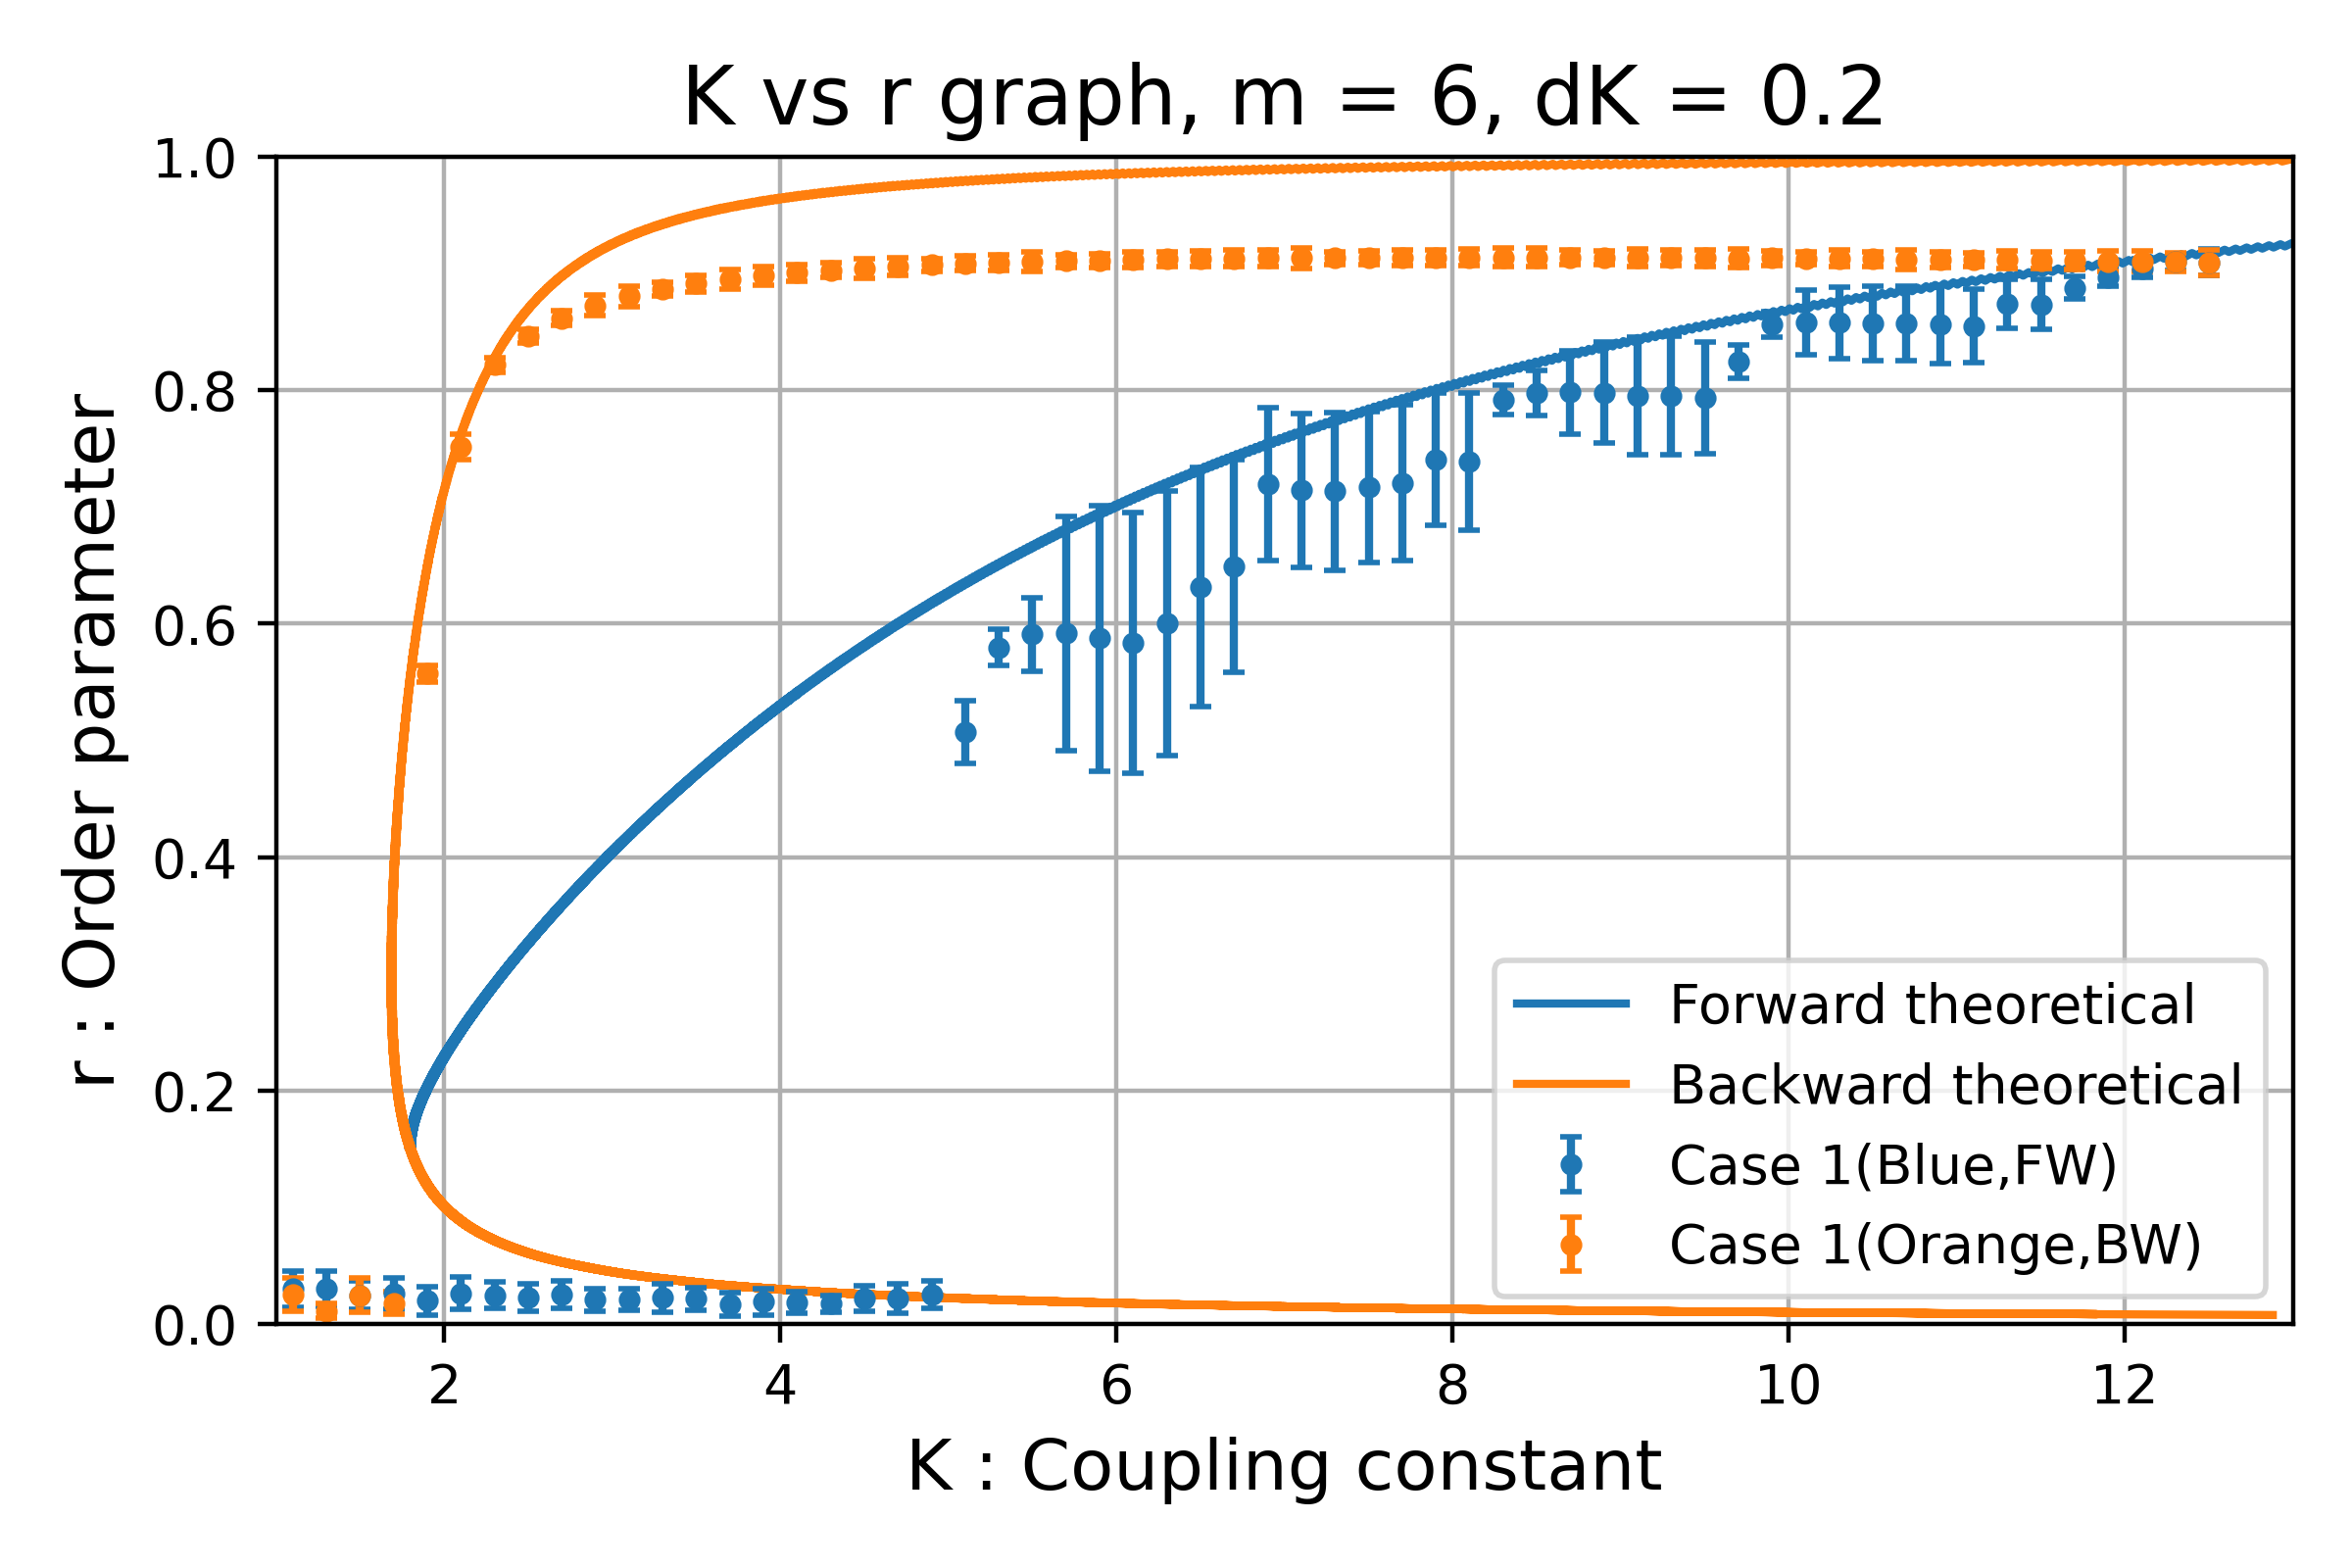 K vs r graph, m = 6, dK = 0.2
1.0
0.8
0.6
0.4
0.2
0.0
r : Order parameter
Forward theoretical
Backward theoretical
Case 1(Blue,FW)
Case 1(Orange,BW)
2 4 6 8 10 12
K : Coupling constant